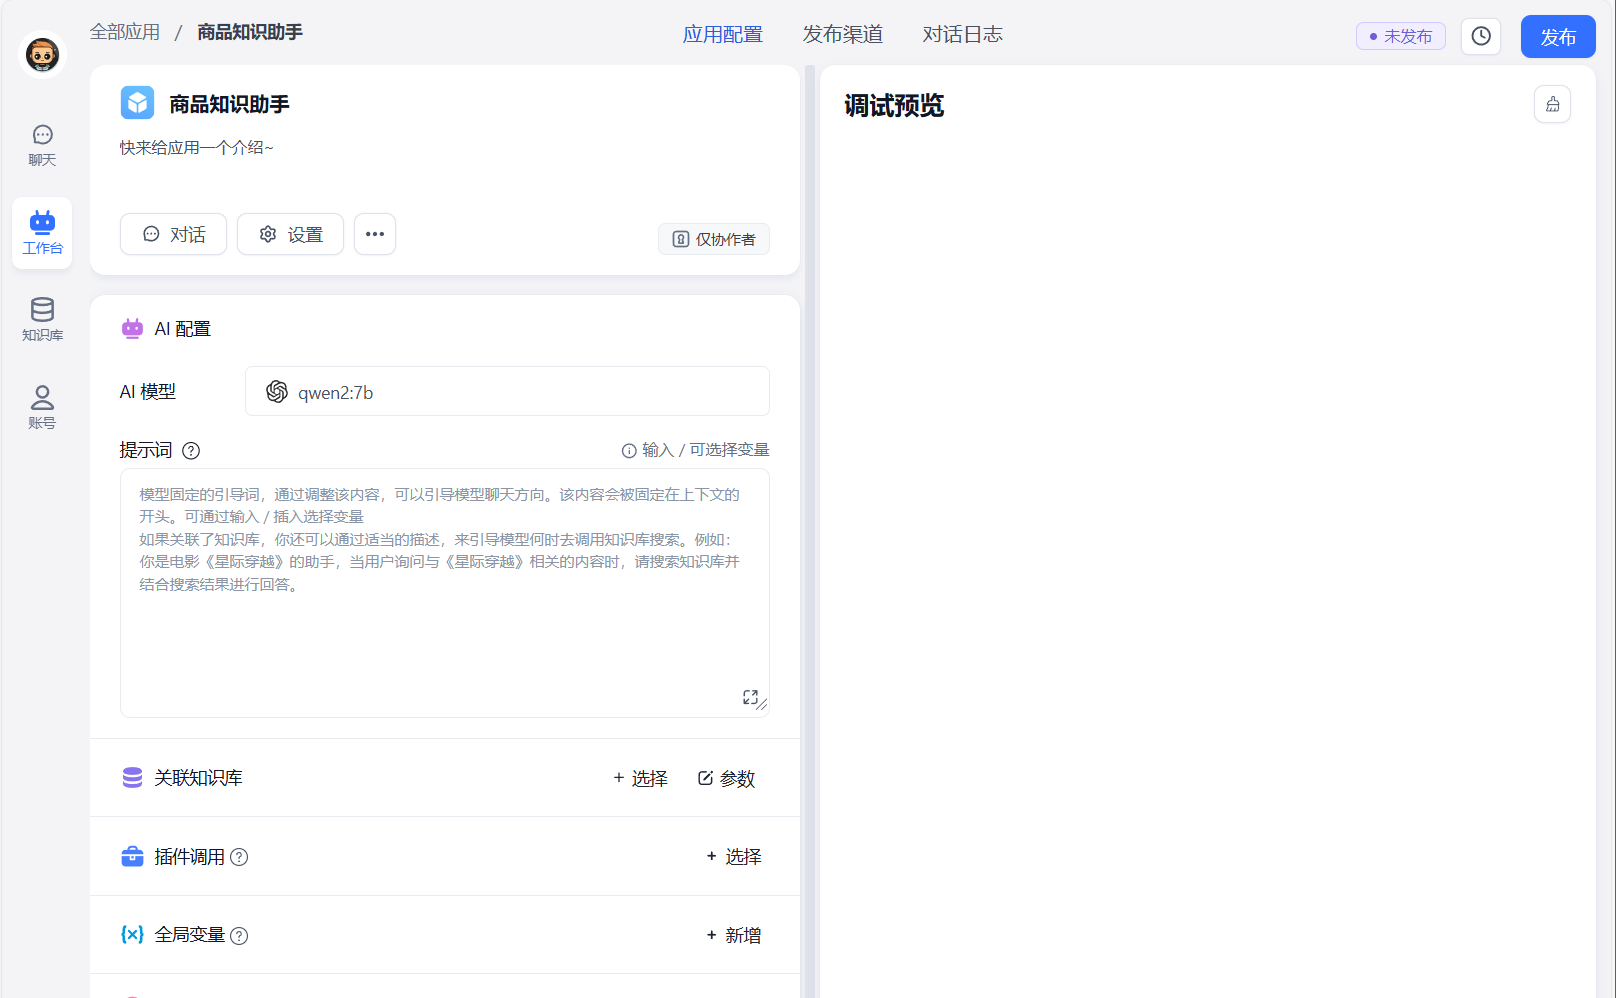 全部应用 / 商品知识助手
应用配置 发布渠道 对话日志
未发布
发布
聊天
工作台
知识库
账号
商品知识助手
快来给应用一个介绍~
对话 设置
仅协作者
AI 配置
AI 模型 qwen2:7b
提示词 输入 / 可选择变量
模型固定的引导词，通过调整该内容，可以引导模型聊天方向。该内容会被固定在上下文的
开头。可通过输入 / 插入选择变量
如果关联了知识库，你还可以通过适当的描述，来引导模型何时去调用知识库搜索。例如：
你是电影《星际穿越》的助手，当用户询问与《星际穿越》相关的内容时，请搜索知识库并
结合搜索结果进行回答。
关联知识库 + 选择 参数
插件调用 + 选择
全局变量 + 新增
调试预览